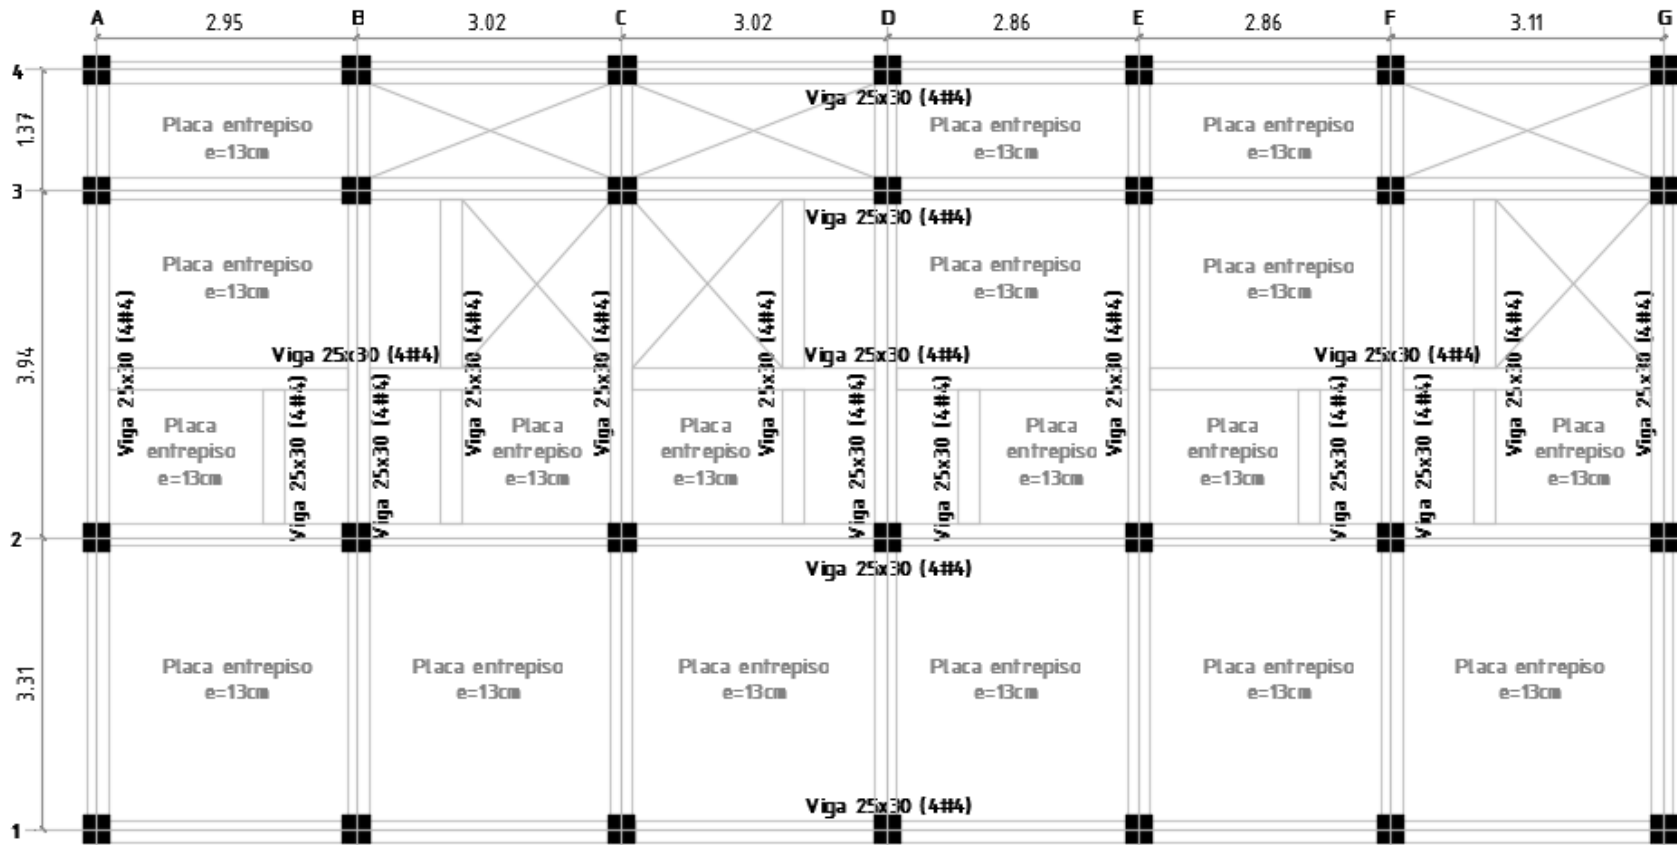 A B C D E F G
2.95 3.02 3.02 2.86 2.86 3.11
4
Viga 25x30 (4#4)
Placa entrepiso
e=13cm
Placa entrepiso
e=13cm
Placa entrepiso
e=13cm
1.37
3
Viga 25x30 (4#4)
Placa entrepiso
e=13cm
Placa entrepiso
e=13cm
Placa entrepiso
e=13cm
Viga 25x30 (4#4)
Viga 25x30 (4#4)
Viga 25x30 (4#4)
Viga 25x30 (4#4)
Viga 25x30 (4#4)
Viga 25x30 (4#4)
Viga 25x30 (4#4)
3.94
Viga 25x30 (4#4)
Viga 25x30 (4#4)
Viga 25x30 (4#4)
Viga 25x30 (4#4)
Viga 25x30 (4#4)
Viga 25x30 (4#4)
Viga 25x30 (4#4)
Viga 25x30 (4#4)
Viga 25x30 (4#4)
Placa
entrepiso
e=13cm
Placa
entrepiso
e=13cm
Placa
entrepiso
e=13cm
Placa
entrepiso
e=13cm
Placa
entrepiso
e=13cm
Placa
entrepiso
e=13cm
2
Viga 25x30 (4#4)
3.31
Placa entrepiso
e=13cm
Placa entrepiso
e=13cm
Placa entrepiso
e=13cm
Placa entrepiso
e=13cm
Placa entrepiso
e=13cm
Placa entrepiso
e=13cm
Viga 25x30 (4#4)
1